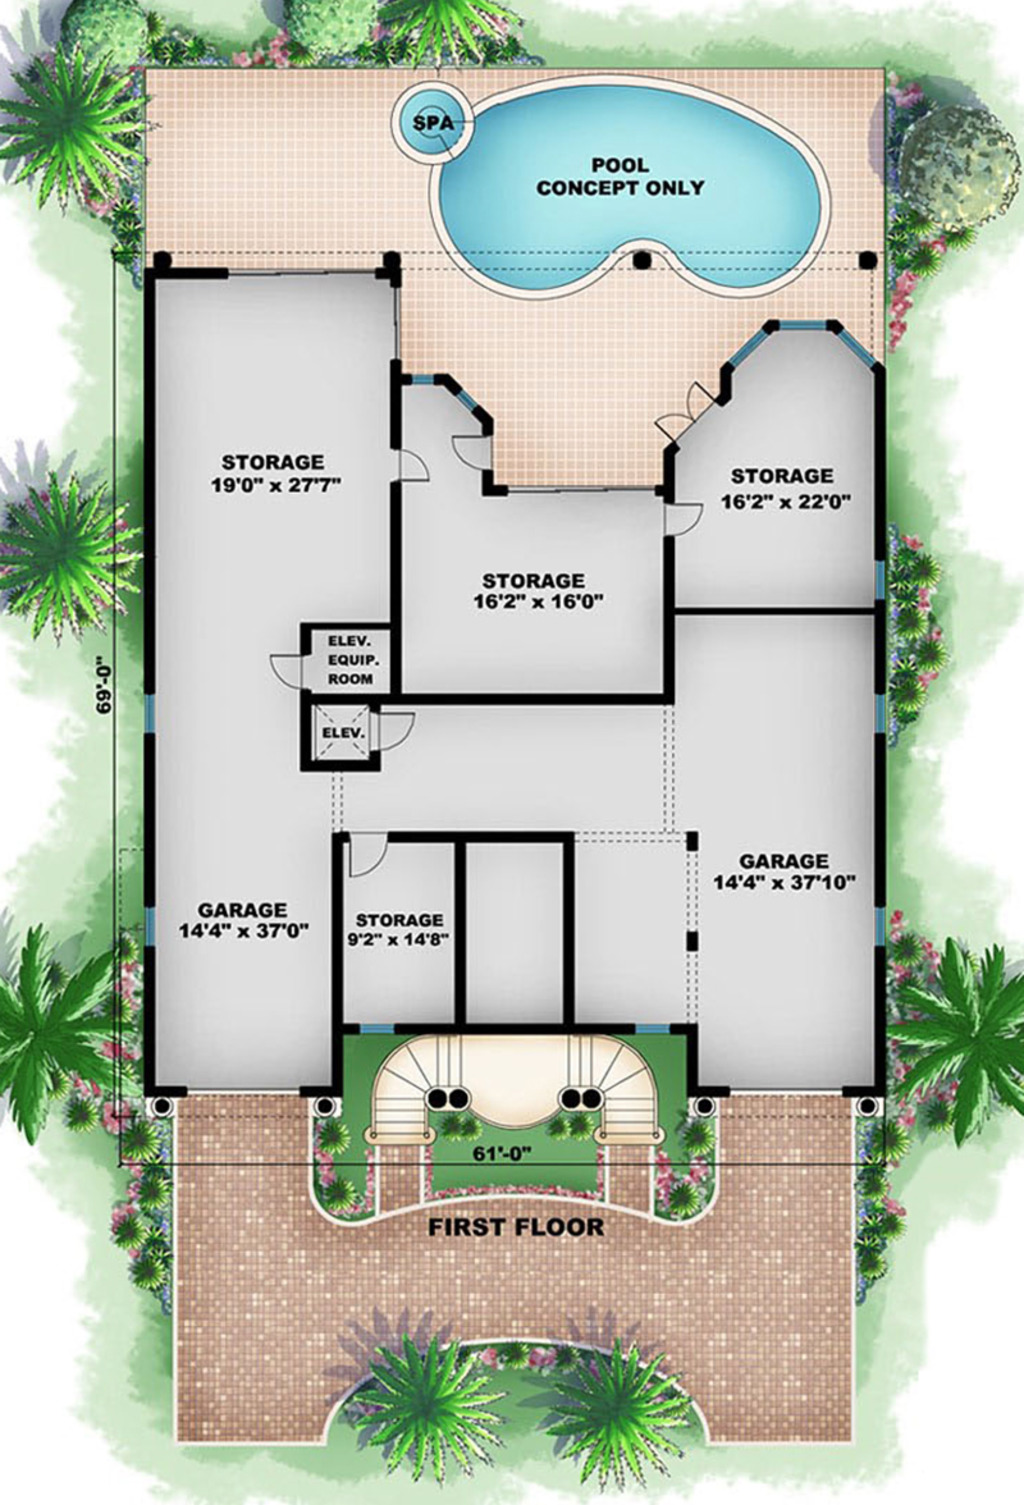 SPA
POOL
CONCEPT ONLY
STORAGE
19'0" x 27'7"
STORAGE
16'2" x 22'0"
STORAGE
16'2" x 16'0"
ELEV.
EQUIP.
ROOM
69'-0"
ELEV.
GARAGE
14'4" x 37'10"
GARAGE
14'4" x 37'0"
STORAGE
9'2" x 14'8"
61'-0"
FIRST FLOOR